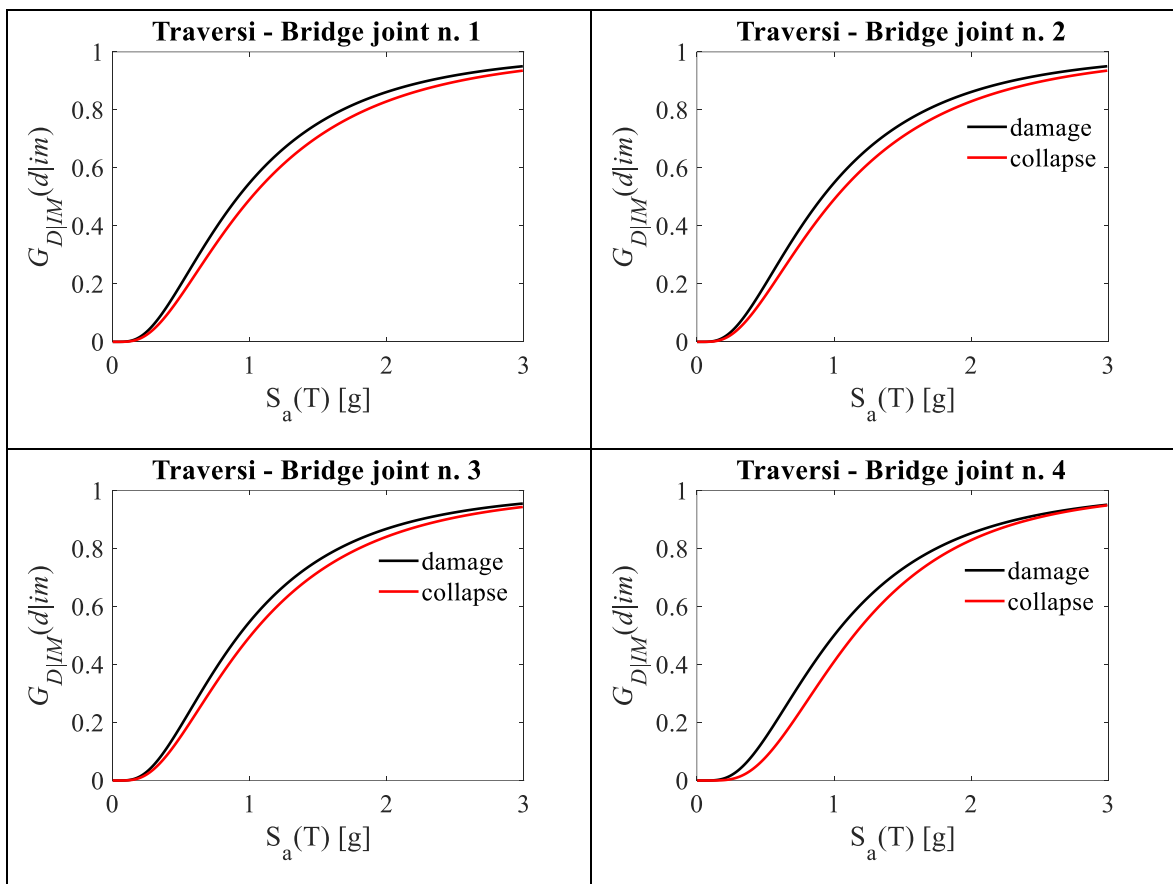 Traversi - Bridge joint n. 1
1
0.8
0.6
0.4
0.2
0
G_{D|IM}(d|im)
0
1
2
3
S_a(T) [g]
Traversi - Bridge joint n. 2
1
0.8
0.6
0.4
0.2
0
G_{D|IM}(d|im)
damage
collapse
0
1
2
3
S_a(T) [g]
Traversi - Bridge joint n. 3
1
0.8
0.6
0.4
0.2
0
G_{D|IM}(d|im)
damage
collapse
0
1
2
3
S_a(T) [g]
Traversi - Bridge joint n. 4
1
0.8
0.6
0.4
0.2
0
G_{D|IM}(d|im)
damage
collapse
0
1
2
3
S_a(T) [g]